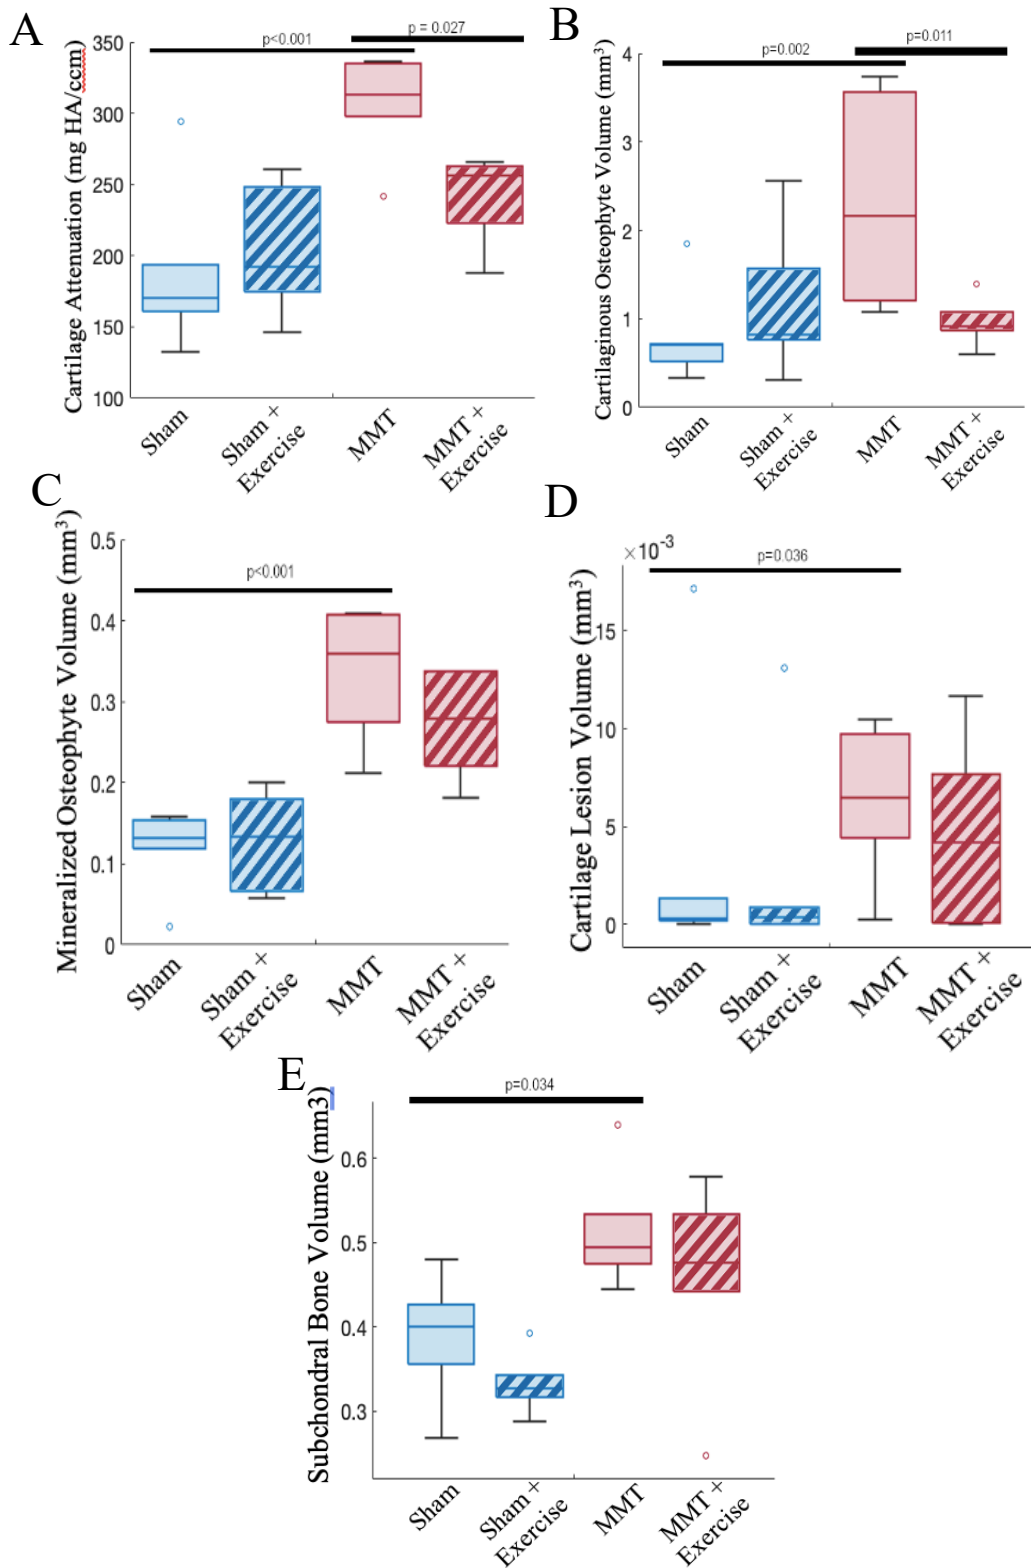 A
Cartilage Attenuation (mg HA/ccm)
350
300
250
200
150
100
p<0.001
p = 0.027
Sham
Sham +
Exercise
MMT
MMT +
Exercise
B
Cartilaginous Osteophyte Volume (mm³)
4
3
2
1
0
p=0.002
p=0.011
Sham
Sham +
Exercise
MMT
MMT +
Exercise
C
Mineralized Osteophyte Volume (mm³)
0.5
0.4
0.3
0.2
0.1
0
p<0.001
Sham
Sham +
Exercise
MMT
MMT +
Exercise
D
Cartilage Lesion Volume (mm³)
×10⁻³
15
10
5
0
p=0.036
Sham
Sham +
Exercise
MMT
MMT +
Exercise
E
Subchondral Bone Volume (mm3)
0.6
0.5
0.4
0.3
p=0.034
Sham
Sham +
Exercise
MMT
MMT +
Exercise